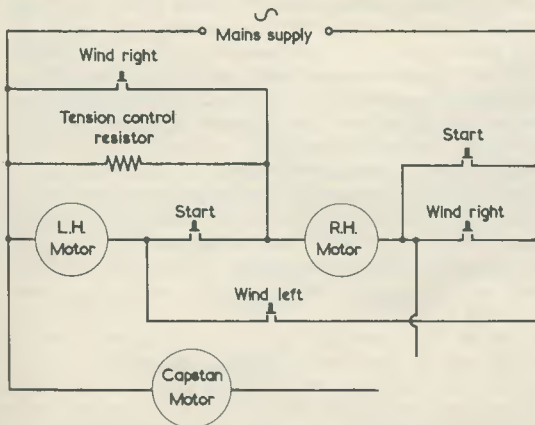 Mains supply
Wind right
Tension control
resistor
Start
Start
Wind right
L.H.
Motor
R.H.
Motor
Wind left
Capstan
Motor